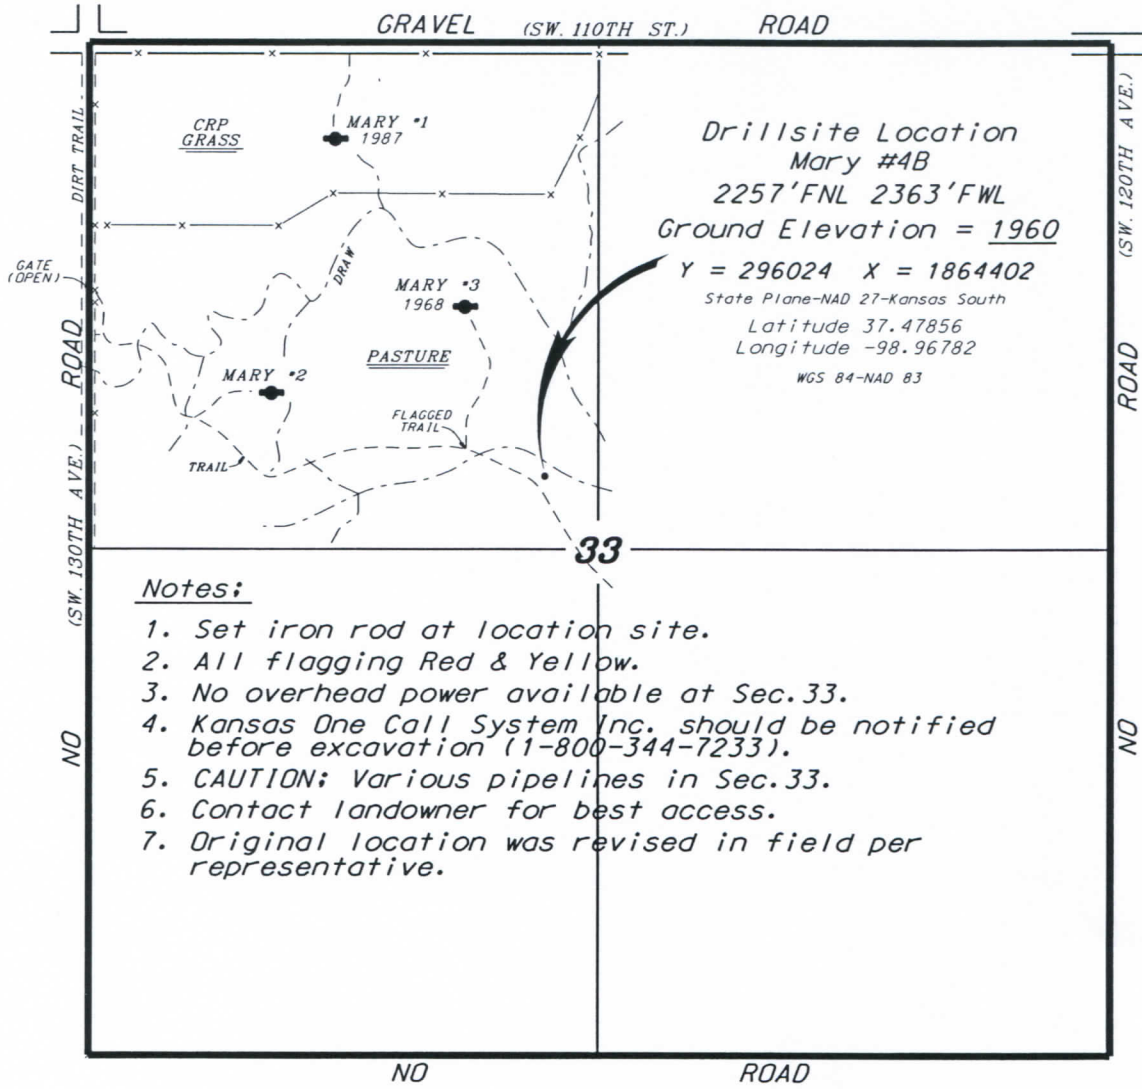 GRAVEL (SW. 110TH ST.) ROAD
DIRT TRAIL
(SW. 120TH AVE.)
CRP
GRASS
MARY #1
1987
Drillsite Location
Mary #4B
2257'FNL 2363'FWL
Ground Elevation = 1960
Y = 296024 X = 1864402
State Plane-NAD 27-Kansas South
Latitude 37.47856
Longitude -98.96782
WGS 84-NAD 83
GATE
(OPEN)
DRAW
MARY #3
1968
ROAD
PASTURE
ROAD
MARY #2
FLAGGED
TRAIL
TRAIL
(SW. 130TH AVE.)
33
Notes:
1. Set iron rod at location site.
2. All flagging Red & Yellow.
3. No overhead power available at Sec.33.
4. Kansas One Call System Inc. should be notified
before excavation (1-800-344-7233).
5. CAUTION: Various pipelines in Sec.33.
6. Contact landowner for best access.
7. Original location was revised in field per
representative.
NO
NO
NO ROAD